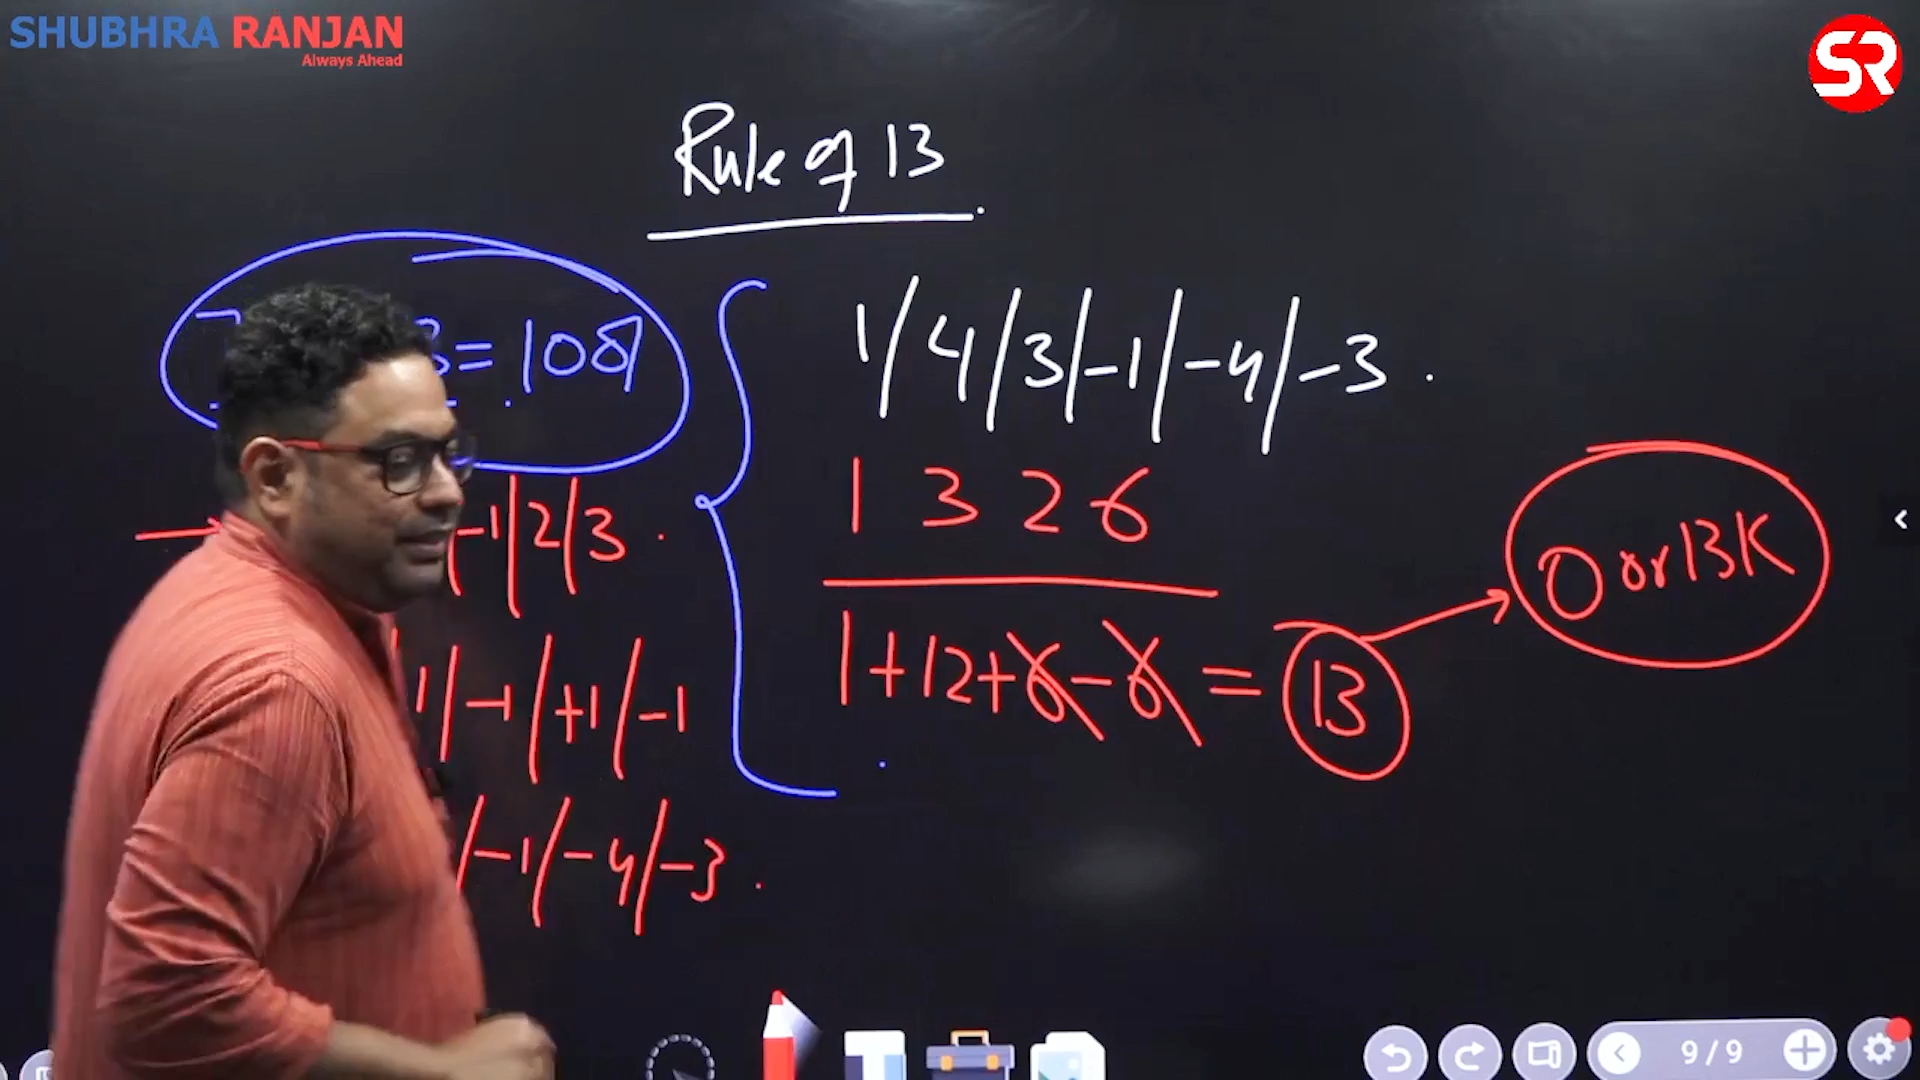 SHUBHRA RANJAN
Always Ahead
SR
Rule of 13
= 1001
1/4/3/-1/-4/-3.
-1/2/3.
1 3 2 6
0 or 13K
1/-1/+1/-1
1+12+6-6 = 13
/-1/-4/-3.
9/9